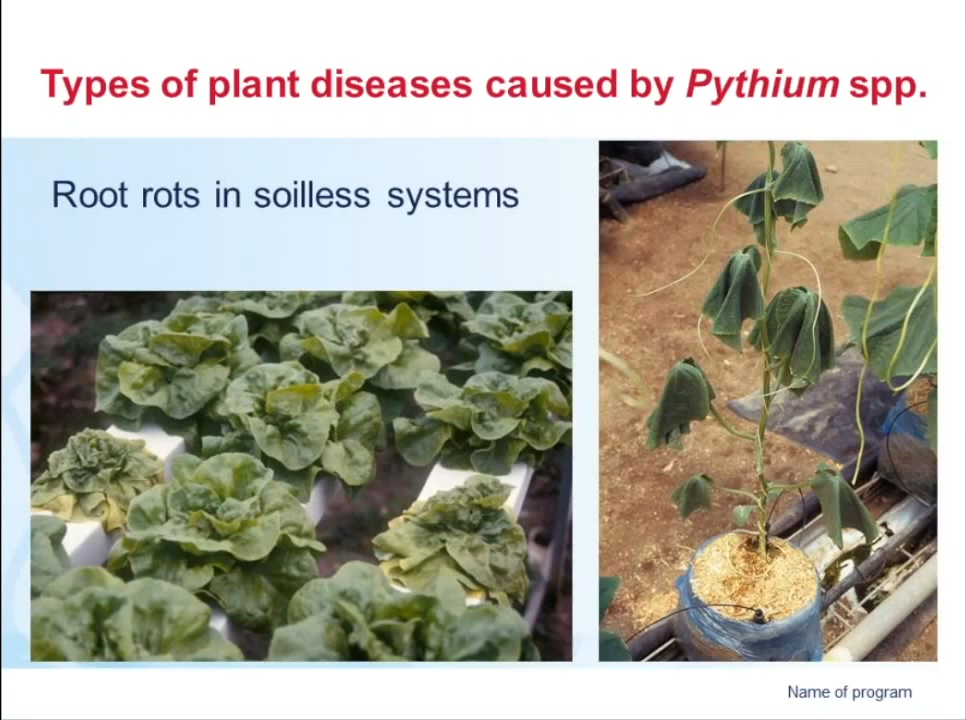 Types of plant diseases caused by Pythium spp.
Root rots in soilless systems
Name of program